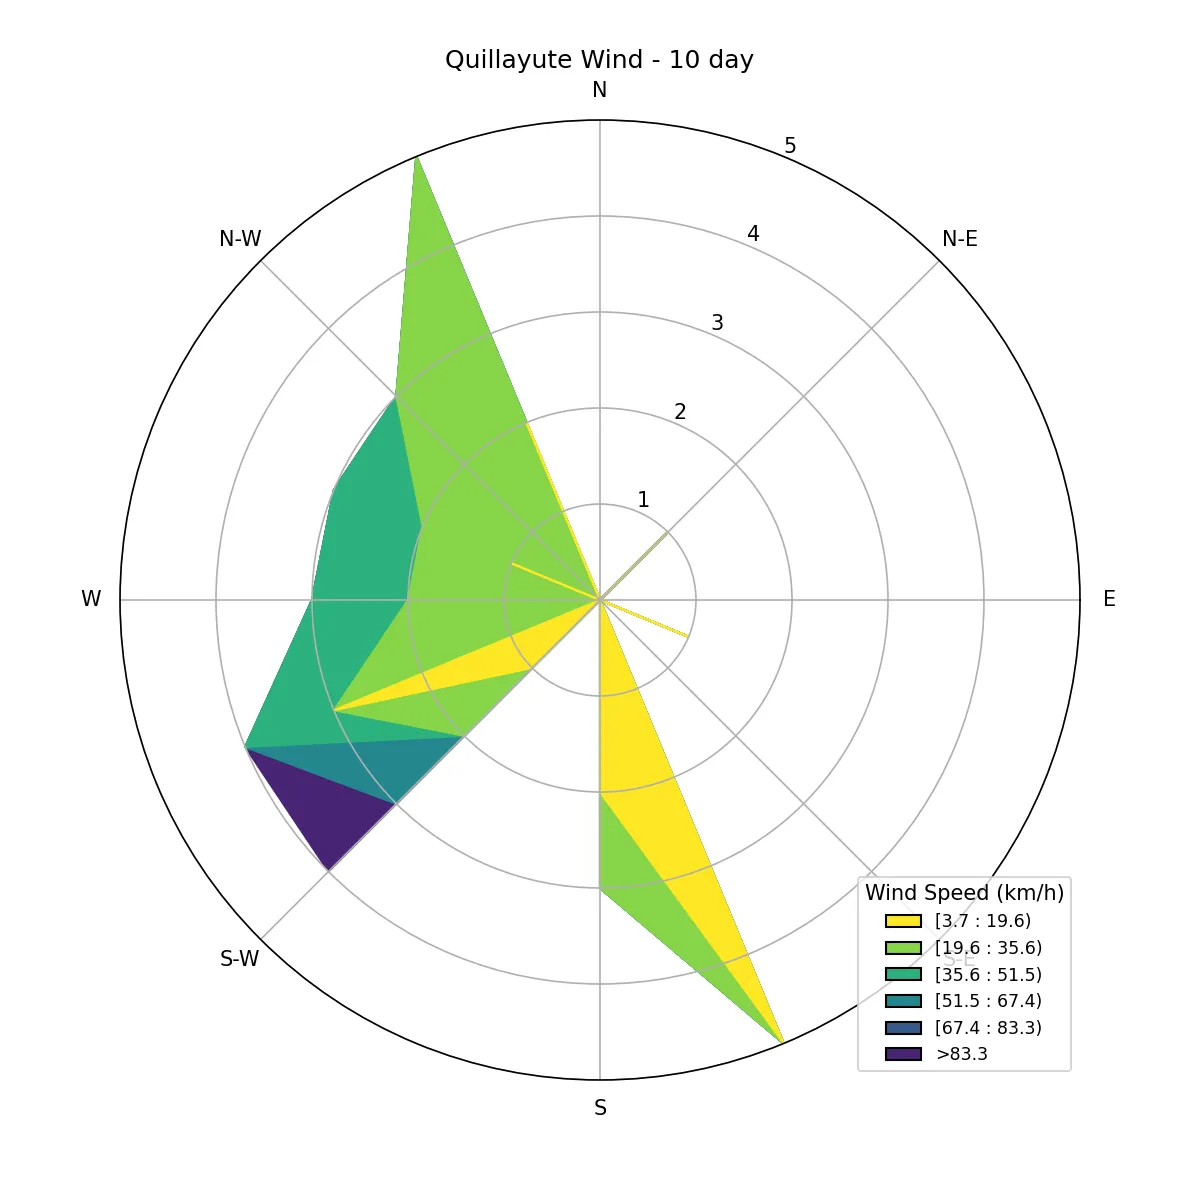 Quillayute Wind - 10 day
N
5
N-W
4
N-E
3
2
1
W
E
Wind Speed (km/h)
[3.7 : 19.6)
[19.6 : 35.6)
[35.6 : 51.5)
[51.5 : 67.4)
[67.4 : 83.3)
>83.3
S-W
S-E
S